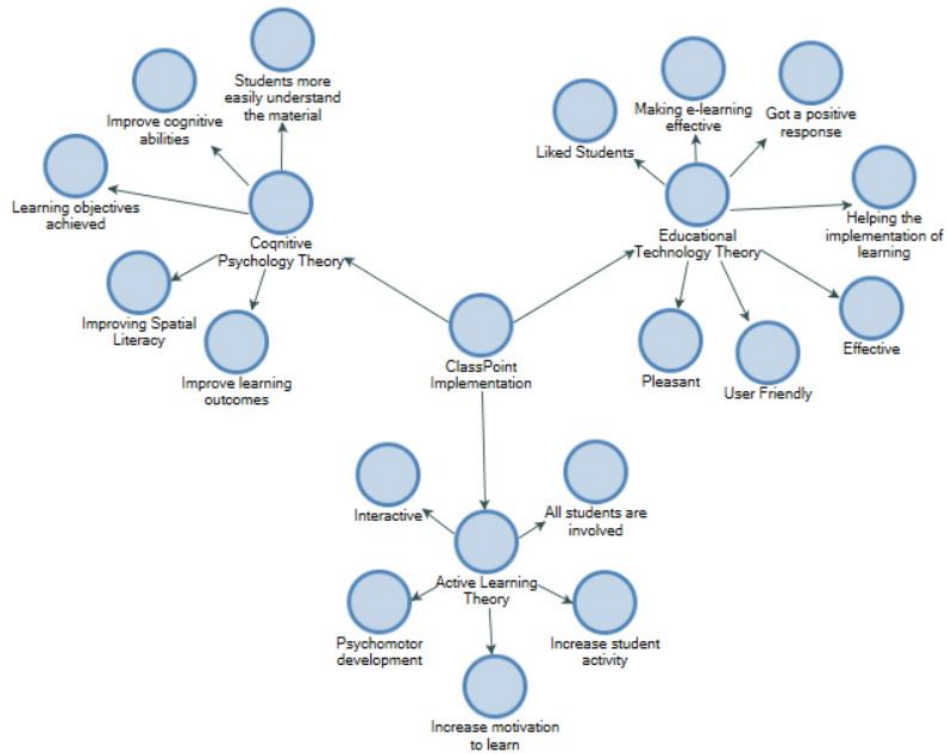 Students more
easily understand
the material
Improve cognitive
abilities
Learning objectives
achieved
Cognitive
Psychology Theory
Improving Spatial
Literacy
Improve learning
outcomes
Making e-learning
effective
Got a positive
response
Liked Students
Educational
Technology Theory
Helping the
implementation of
learning
Effective
Pleasant
User Friendly
ClassPoint
Implementation
Interactive
All students are
involved
Active Learning
Theory
Psychomotor
development
Increase student
activity
Increase motivation
to learn